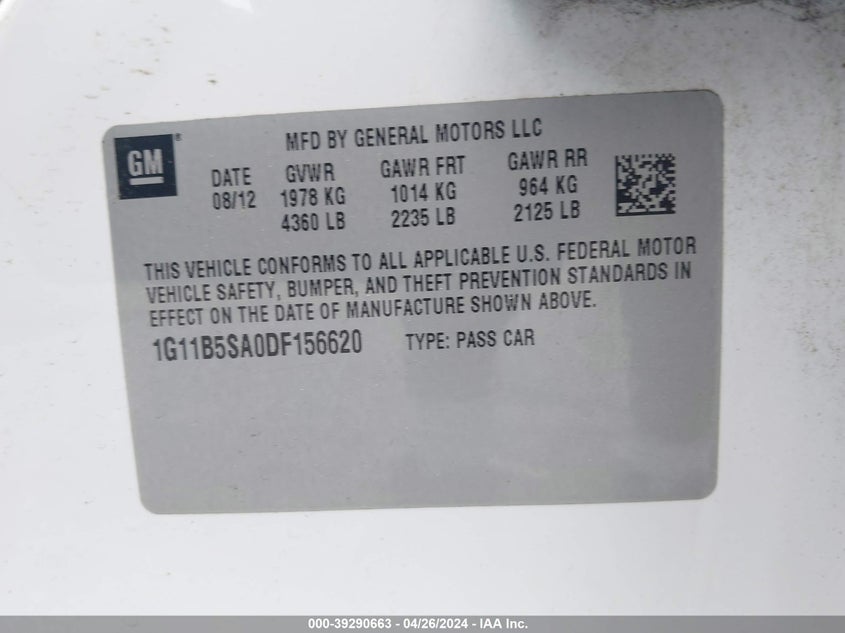 GM®
MFD BY GENERAL MOTORS LLC
DATE GVWR GAWR FRT GAWR RR
08/12 1978 KG 1014 KG 964 KG
4360 LB 2235 LB 2125 LB
THIS VEHICLE CONFORMS TO ALL APPLICABLE U.S. FEDERAL MOTOR
VEHICLE SAFETY, BUMPER, AND THEFT PREVENTION STANDARDS IN
EFFECT ON THE DATE OF MANUFACTURE SHOWN ABOVE.
1G11B5SA0DF156620 TYPE: PASS CAR
000-39290663 - 04/26/2024 - IAA Inc.